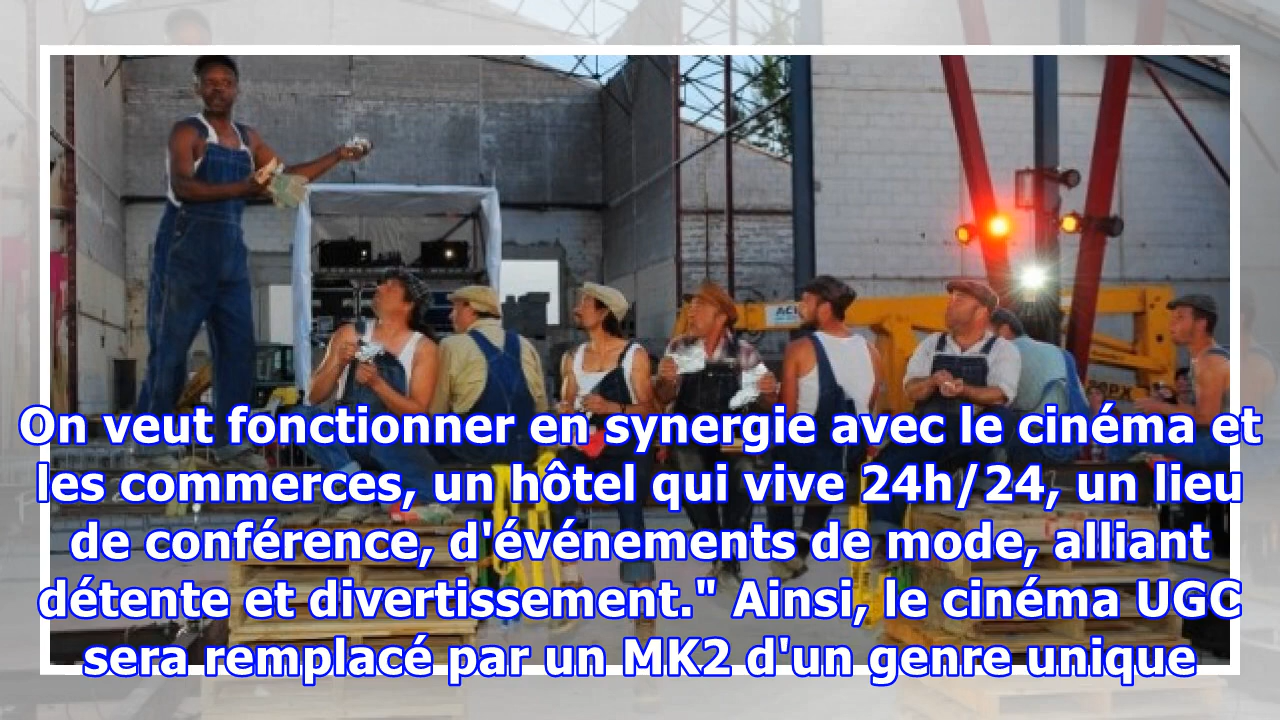 On veut fonctionner en synergie avec le cinéma et
les commerces, un hôtel qui vive 24h/24, un lieu
de conférence, d'événements de mode, alliant
détente et divertissement." Ainsi, le cinéma UGC
sera remplacé par un MK2 d'un genre unique